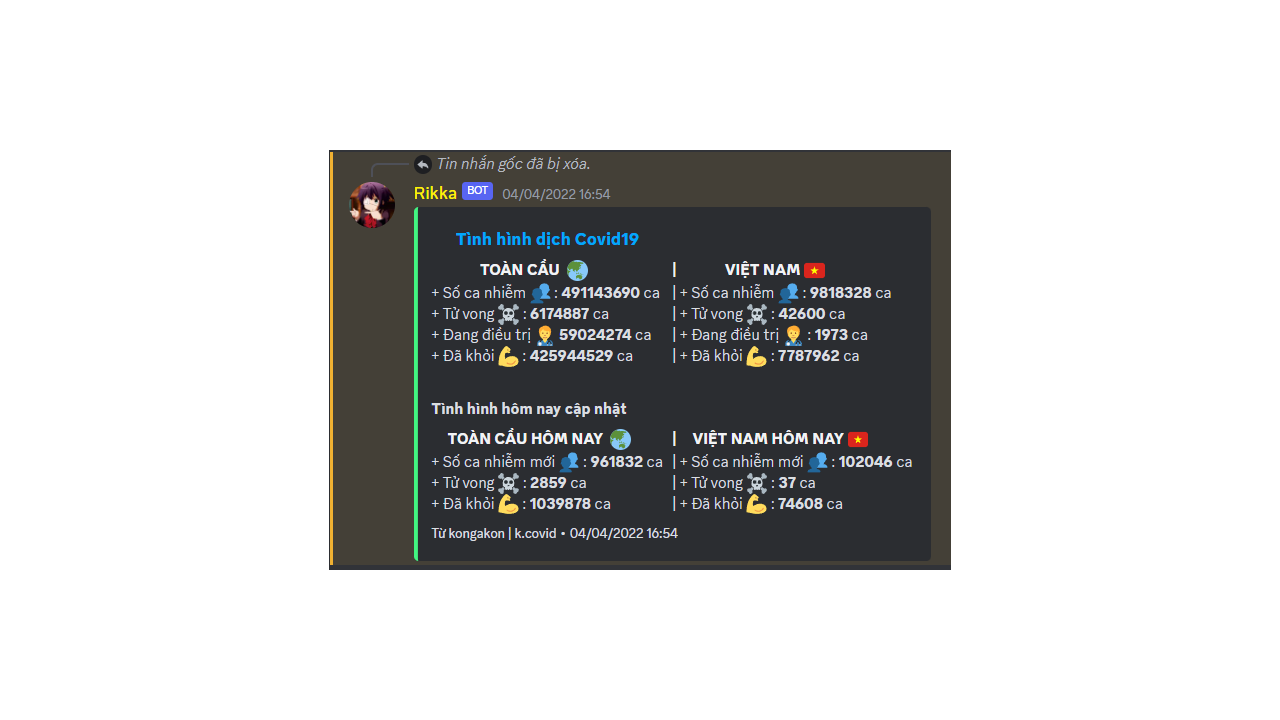 Tin nhắn gốc đã bị xóa.
Rikka BOT 04/04/2022 16:54
Tình hình dịch Covid19
TOÀN CẦU | VIỆT NAM
+ Số ca nhiễm : 491143690 ca | + Số ca nhiễm : 9818328 ca
+ Tử vong : 6174887 ca | + Tử vong : 42600 ca
+ Đang điều trị 59024274 ca | + Đang điều trị : 1973 ca
+ Đã khỏi : 425944529 ca | + Đã khỏi : 7787962 ca
Tình hình hôm nay cập nhật
TOÀN CẦU HÔM NAY | VIỆT NAM HÔM NAY
+ Số ca nhiễm mới : 961832 ca | + Số ca nhiễm mới : 102046 ca
+ Tử vong : 2859 ca | + Tử vong : 37 ca
+ Đã khỏi : 1039878 ca | + Đã khỏi : 74608 ca
Từ kongakon | k.covid • 04/04/2022 16:54